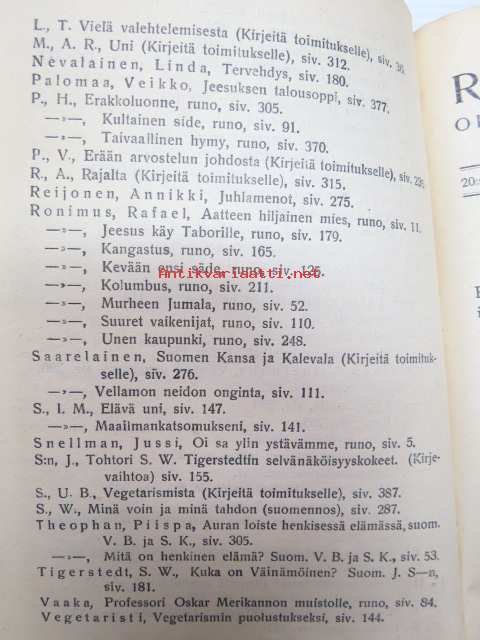 L., T. Vielä valehtelemisesta (Kirjeitä toimitukselle), siv.
M., A. R., Uni (Kirjeitä toimitukselle), siv. 312.
Nevalainen, Linda, Tervehdys, siv. 180.
Palomaa, Veikko, Jeesuksen talousoppi, siv. 377.
P., H., Erakkoluonne, runo, siv. 305.
—»—, Kultainen side, runo, siv. 91.
—»—, Taivaallinen hymy, runo, siv. 370.
P., V., Erään arvostelun johdosta (Kirjeitä toimitukselle), siv.
R., A., Rajalta (Kirjeitä toimitukselle), siv. 315.
Reijonen, Annikki, Juhlamenot, siv. 275.
Ronimus, Rafael, Aatteen hiljainen mies, runo, siv. 11.
—»—, Jeesus käy Taborille, runo, siv. 179.
—»—, Kangastus, runo, siv. 165.
—»—, Kevään ensi säde, runo, siv. 125.
—»—, Kolumbus, runo, siv. 211.
—»—, Murheen Jumala, runo, siv. 52.
—»—, Suuret vaikenijat, runo, siv. 110.
—»—, Unen kaupunki, runo, siv. 248.
Saarelainen, Suomen Kansa ja Kalevala (Kirjeitä toimituk-
selle), siv. 276.
—»—, Vellamon neidon onginta, siv. 111.
S., I. M., Elävä uni, siv. 147.
—»—, Maailmankatsomukseni, siv. 141.
Snellman, Jussi, Oi sa ylin ystävämme, runo, siv. 5.
S:n, J., Tohtori S. W. Tigerstedtin selvänäköisyyskokeet. (Kirje-
vaihtoa) siv. 155.
S., U. B., Vegetarismista (Kirjeitä toimitukselle), siv. 387.
S., W., Minä voin ja minä tahdon (suomennos), siv. 287.
Theophan, Piispa, Auran loiste henkisessä elämässä, suom.
V. B. ja S. K., siv. 305.
—»—, Mitä on henkinen elämä? Suom. V. B. ja S. K., siv. 53.
Tigerstedt, S. W., Kuka on Väinämöinen? Suom. J. S—n,
siv. 181.
Vaaka, Professori Oskar Merikannon muistolle, runo, siv. 84.
Vegetaristi, Vegetarismin puolustukseksi, siv. 144.
Antikvariaatti.net
R
O
20: